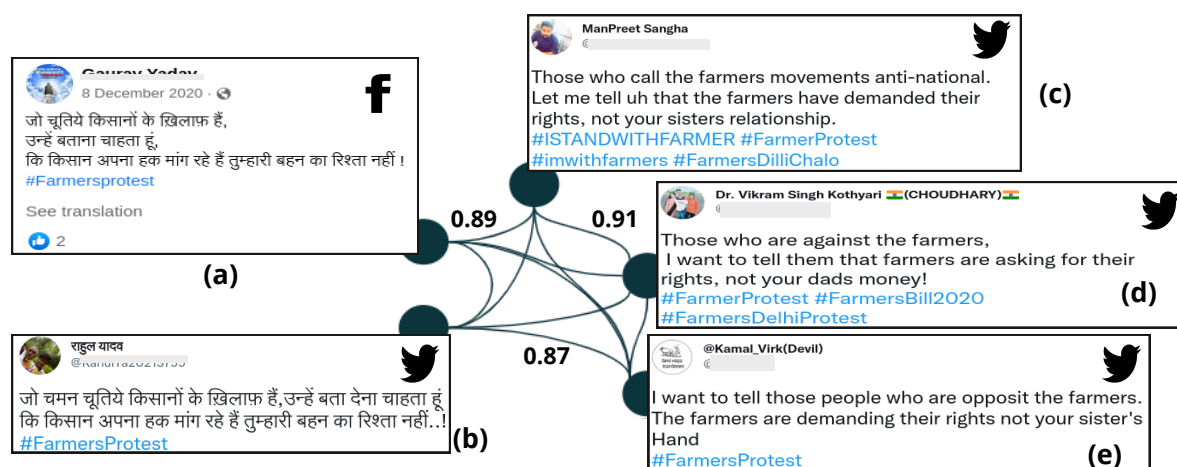 ManPreet Sangha
@
Those who call the farmers movements anti-national.
Let me tell uh that the farmers have demanded their
rights, not your sisters relationship.
#ISTANDWITHFARMER #FarmerProtest
#imwithfarmers #FarmersDilliChalo
(c)
Gaurav Yadav
8 December 2020 ·
f
जो चूतिये किसानों के ख़िलाफ़ हैं,
उन्हें बताना चाहता हूं,
कि किसान अपना हक मांग रहे हैं तुम्हारी बहन का रिश्ता नहीं !
#Farmersprotest
See translation
2
(a)
0.89
0.91
Dr. Vikram Singh Kothyari 🇮🇳(CHOUDHARY)🇮🇳
@
Those who are against the farmers,
I want to tell them that farmers are asking for their
rights, not your dads money!
#FarmerProtest #FarmersBill2020
#FarmersDelhiProtest
(d)
राहुल यादव
जो चमन चूतिये किसानों के ख़िलाफ़ हैं,उन्हें बता देना चाहता हूं
कि किसान अपना हक मांग रहे हैं तुम्हारी बहन का रिश्ता नहीं..!
#FarmersProtest
(b)
0.87
@Kamal_Virk(Devil)
@
I want to tell those people who are opposit the farmers.
The farmers are demanding their rights not your sister's
Hand
#FarmersProtest
(e)